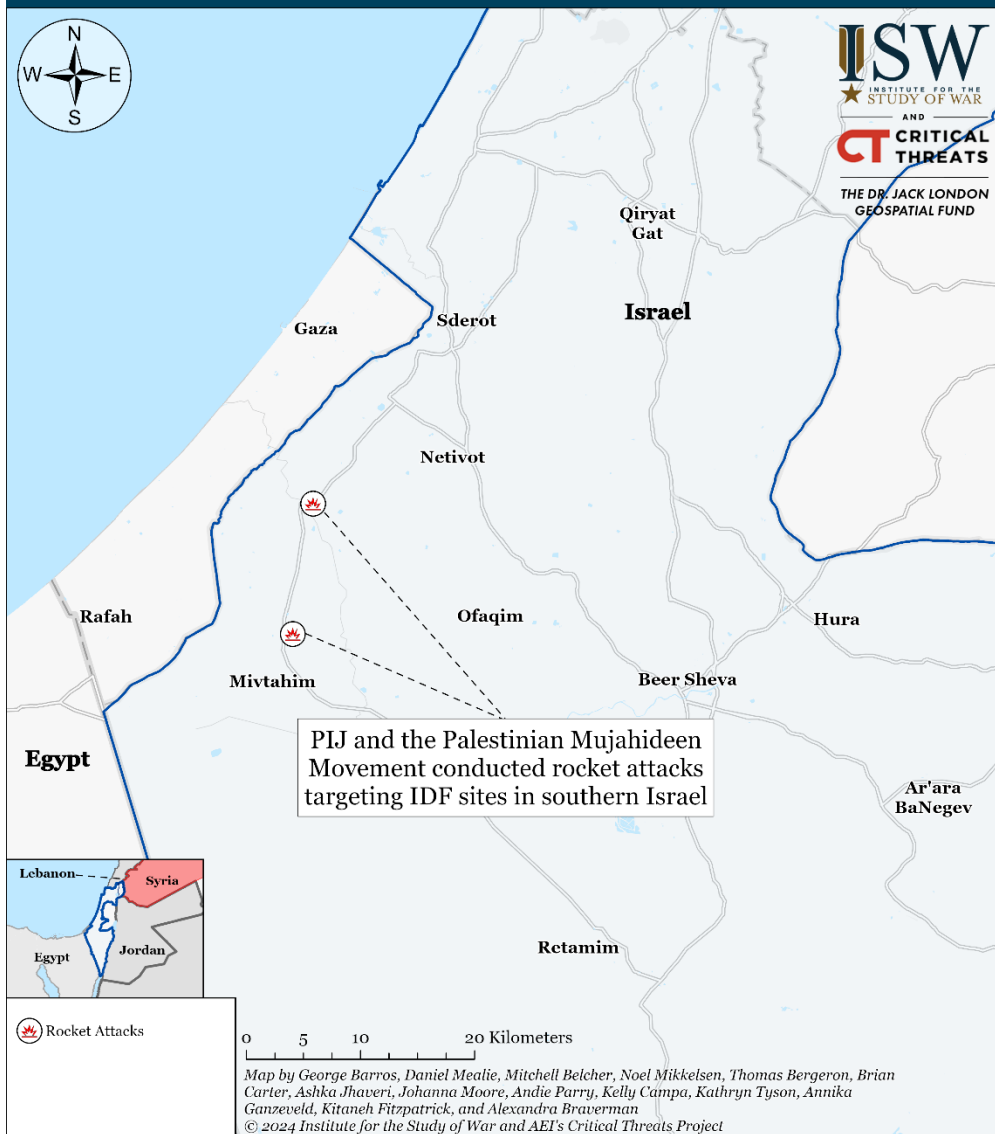 N
W E
S
ISW
INSTITUTE FOR THE
STUDY OF WAR
AND
CT CRITICAL
THREATS
THE DR. JACK LONDON
GEOSPATIAL FUND
Qiryat
Gat
Israel
Gaza
Sderot
Netivot
Rafah
Ofaqim
Hura
Mivtahim
Beer Sheva
PIJ and the Palestinian Mujahideen
Movement conducted rocket attacks
targeting IDF sites in southern Israel
Egypt
Ar'ara
BaNegev
Lebanon
Syria
Egypt
Jordan
Retamim
Rocket Attacks
0 5 10 20 Kilometers
Map by George Barros, Daniel Mealie, Mitchell Belcher, Noel Mikkelsen, Thomas Bergeron, Brian
Carter, Ashka Jhaveri, Johanna Moore, Andie Parry, Kelly Campa, Kathryn Tyson, Annika
Ganzeveld, Kitaneh Fitzpatrick, and Alexandra Braverman
© 2024 Institute for the Study of War and AEI's Critical Threats Project